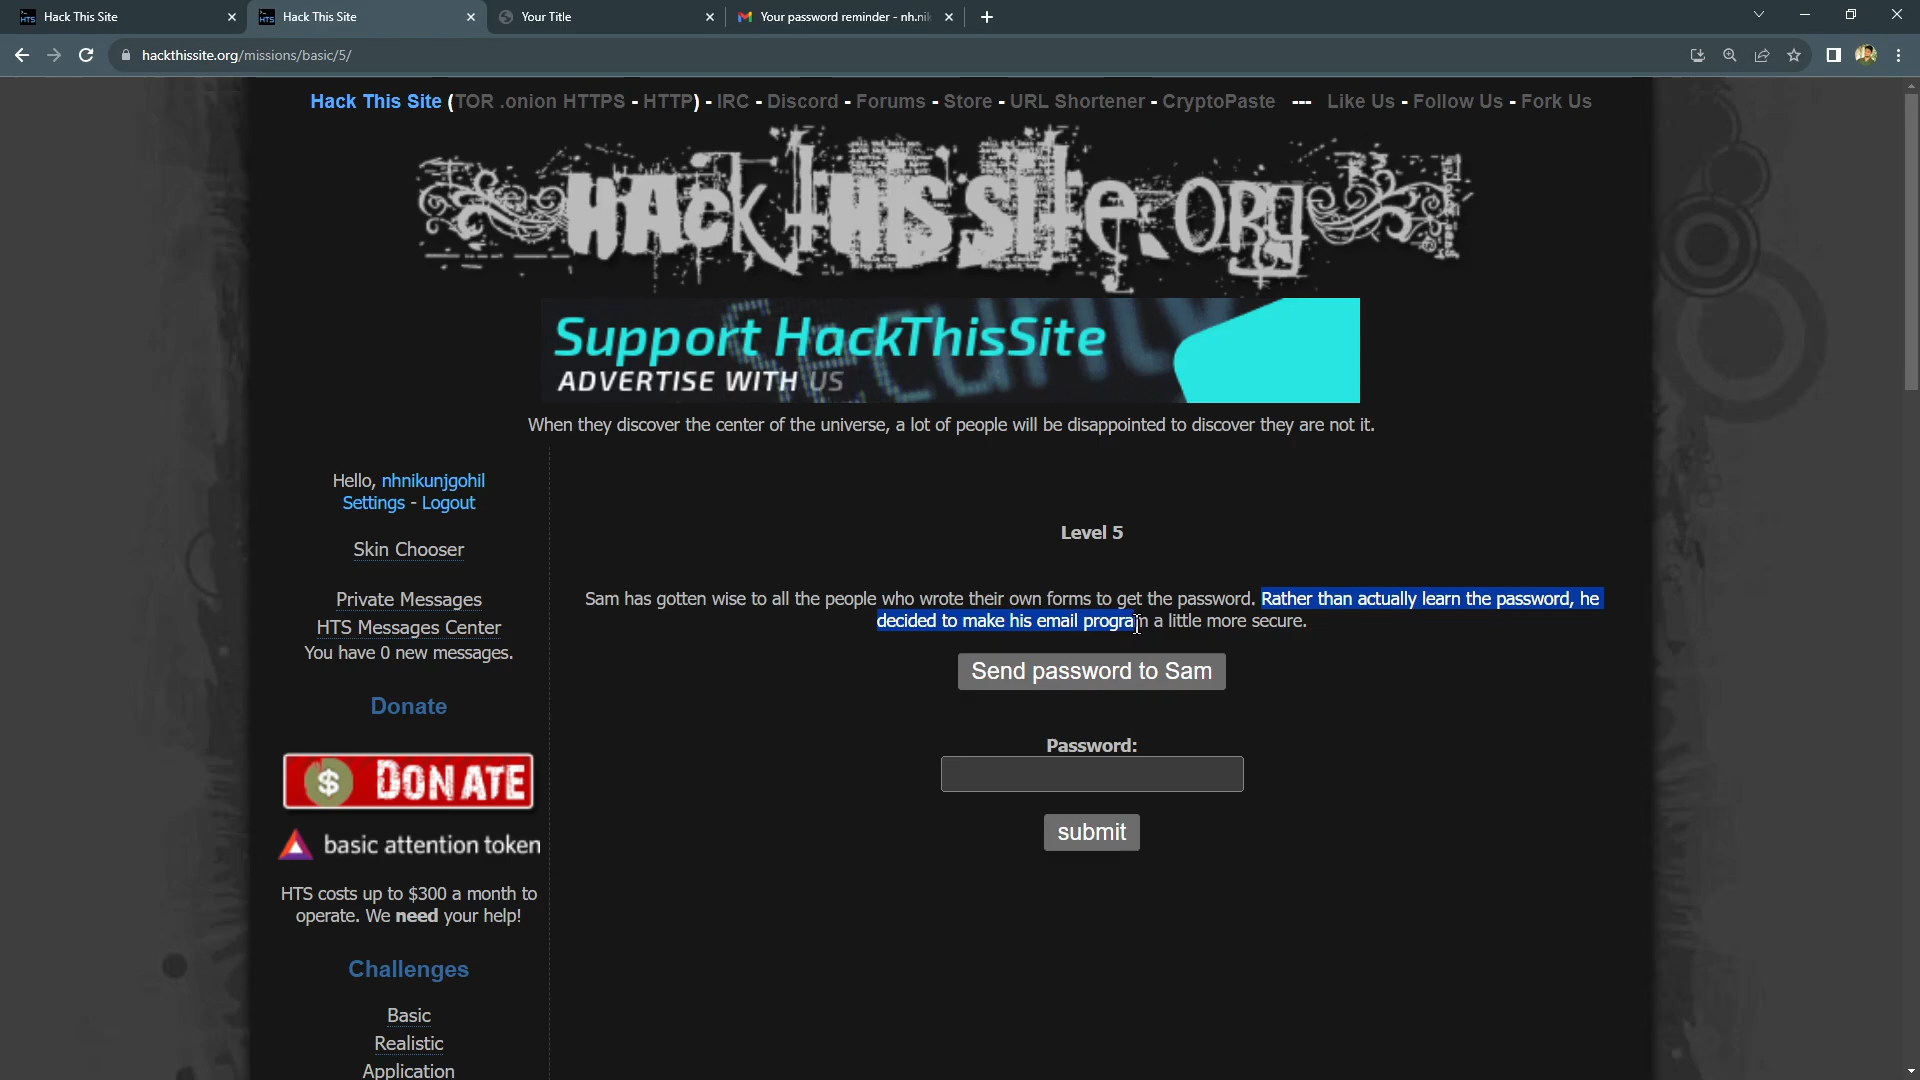 Hack This Site
Hack This Site
Your Title
Your password reminder - nh.nik
hackthissite.org/missions/basic/5/
Hack This Site (TOR .onion HTTPS - HTTP) - IRC - Discord - Forums - Store - URL Shortener - CryptoPaste --- Like Us - Follow Us - Fork Us
HACK THIS SITE.ORG
Support HackThisSite
ADVERTISE WITH US
When they discover the center of the universe, a lot of people will be disappointed to discover they are not it.
Hello, nhnikunjgohil
Settings - Logout
Skin Chooser
Private Messages
HTS Messages Center
You have 0 new messages.
Donate
$ DONATE
basic attention token
HTS costs up to $300 a month to
operate. We need your help!
Challenges
Basic
Realistic
Application
Level 5
Sam has gotten wise to all the people who wrote their own forms to get the password. Rather than actually learn the password, he
decided to make his email program a little more secure.
Send password to Sam
Password:
submit